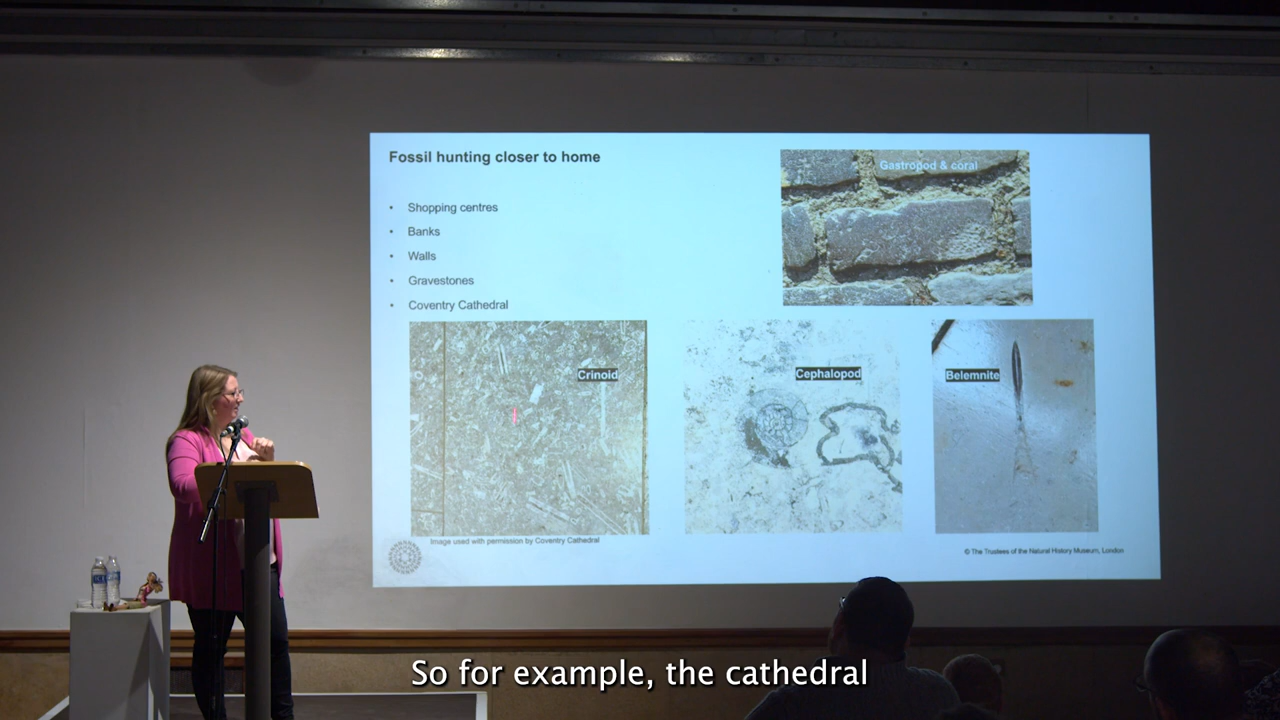 Fossil hunting closer to home
Gastropod & coral
• Shopping centres
• Banks
• Walls
• Gravestones
• Coventry Cathedral
Crinoid
Cephalopod
Belemnite
Image used with permission by Coventry Cathedral
© The Trustees of the Natural History Museum, London
So for example, the cathedral